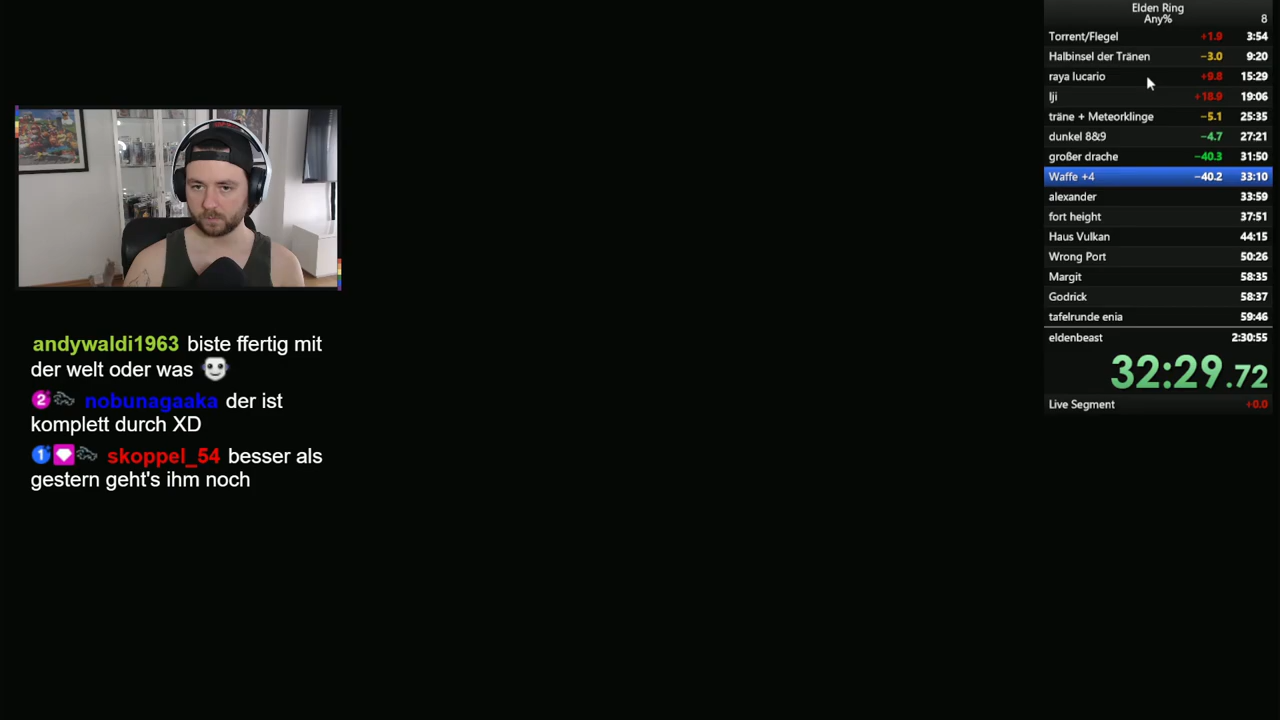 Elden Ring
Any% 8
Torrent/Flegel +1.9 3:54
Halbinsel der Tränen −3.0 9:20
raya lucario +9.8 15:29
Iji +18.9 19:06
träne + Meteorklinge −5.1 25:35
dunkel 8&9 −4.7 27:21
großer drache −40.3 31:50
Waffe +4 −40.2 33:10
alexander 33:59
fort height 37:51
Haus Vulkan 44:15
Wrong Port 50:26
Margit 58:35
Godrick 58:37
tafelrunde enia 59:46
eldenbeast 2:30:55
32:29.72
Live Segment +0.0
andywaldi1963 biste ffertig mit
der welt oder was
2 nobunagaaka der ist
komplett durch XD
1 skoppel_54 besser als
gestern geht's ihm noch